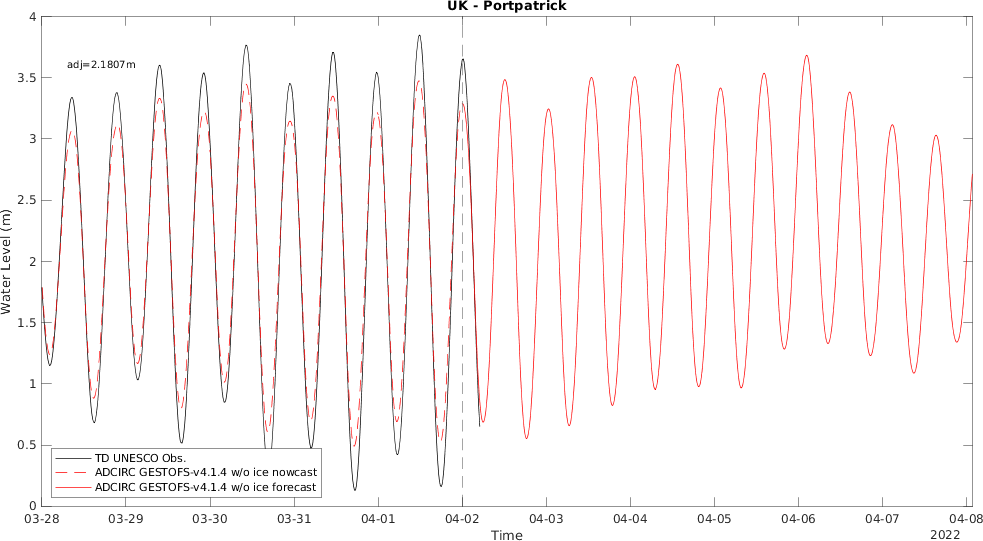 UK - Portpatrick
4
adj=2.1807m
3.5
3
2.5
2
1.5
1
0.5
0
Water Level (m)
TD UNESCO Obs.
ADCIRC GESTOFS-v4.1.4 w/o ice nowcast
ADCIRC GESTOFS-v4.1.4 w/o ice forecast
03-28 03-29 03-30 03-31 04-01 04-02 04-03 04-04 04-05 04-06 04-07 04-08
Time
2022